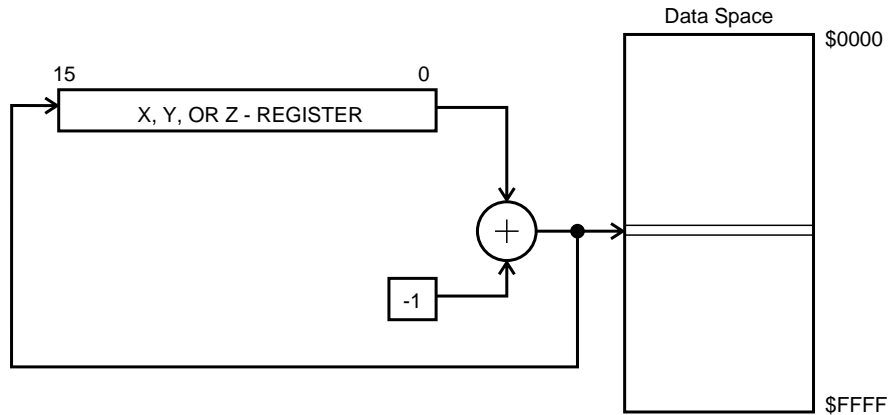 Data Space
$0000
15
0
X, Y, OR Z - REGISTER
+
-1
$FFFF